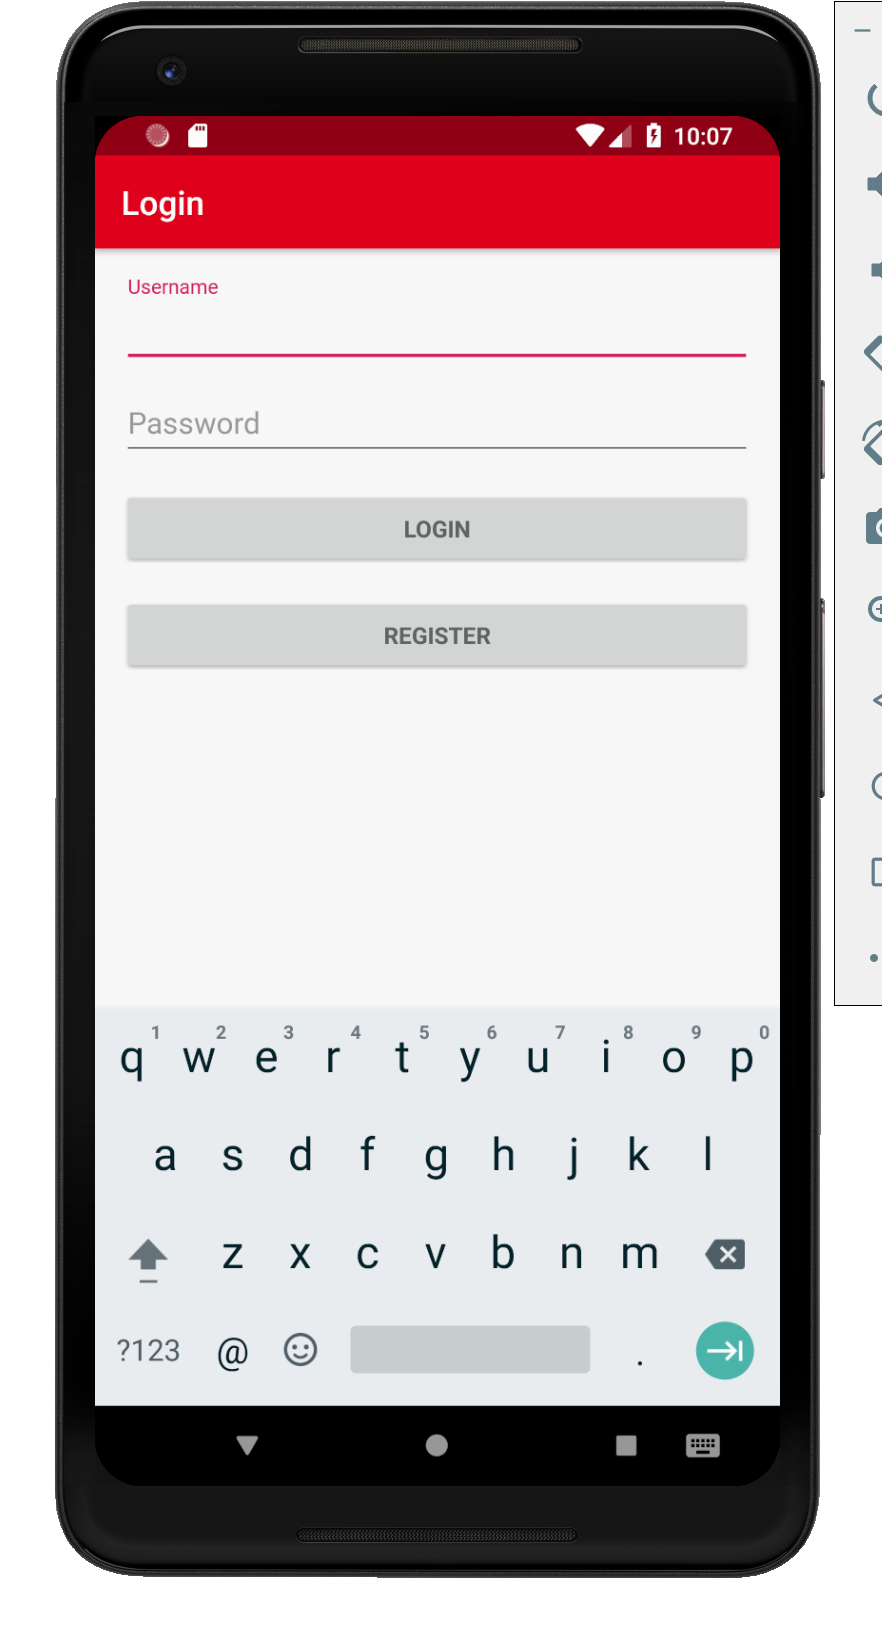 10:07
Login
Username
Password
LOGIN
REGISTER
1 2 3 4 5 6 7 8 9 0
q w e r t y u i o p
a s d f g h j k l
z x c v b n m
?123 @ .